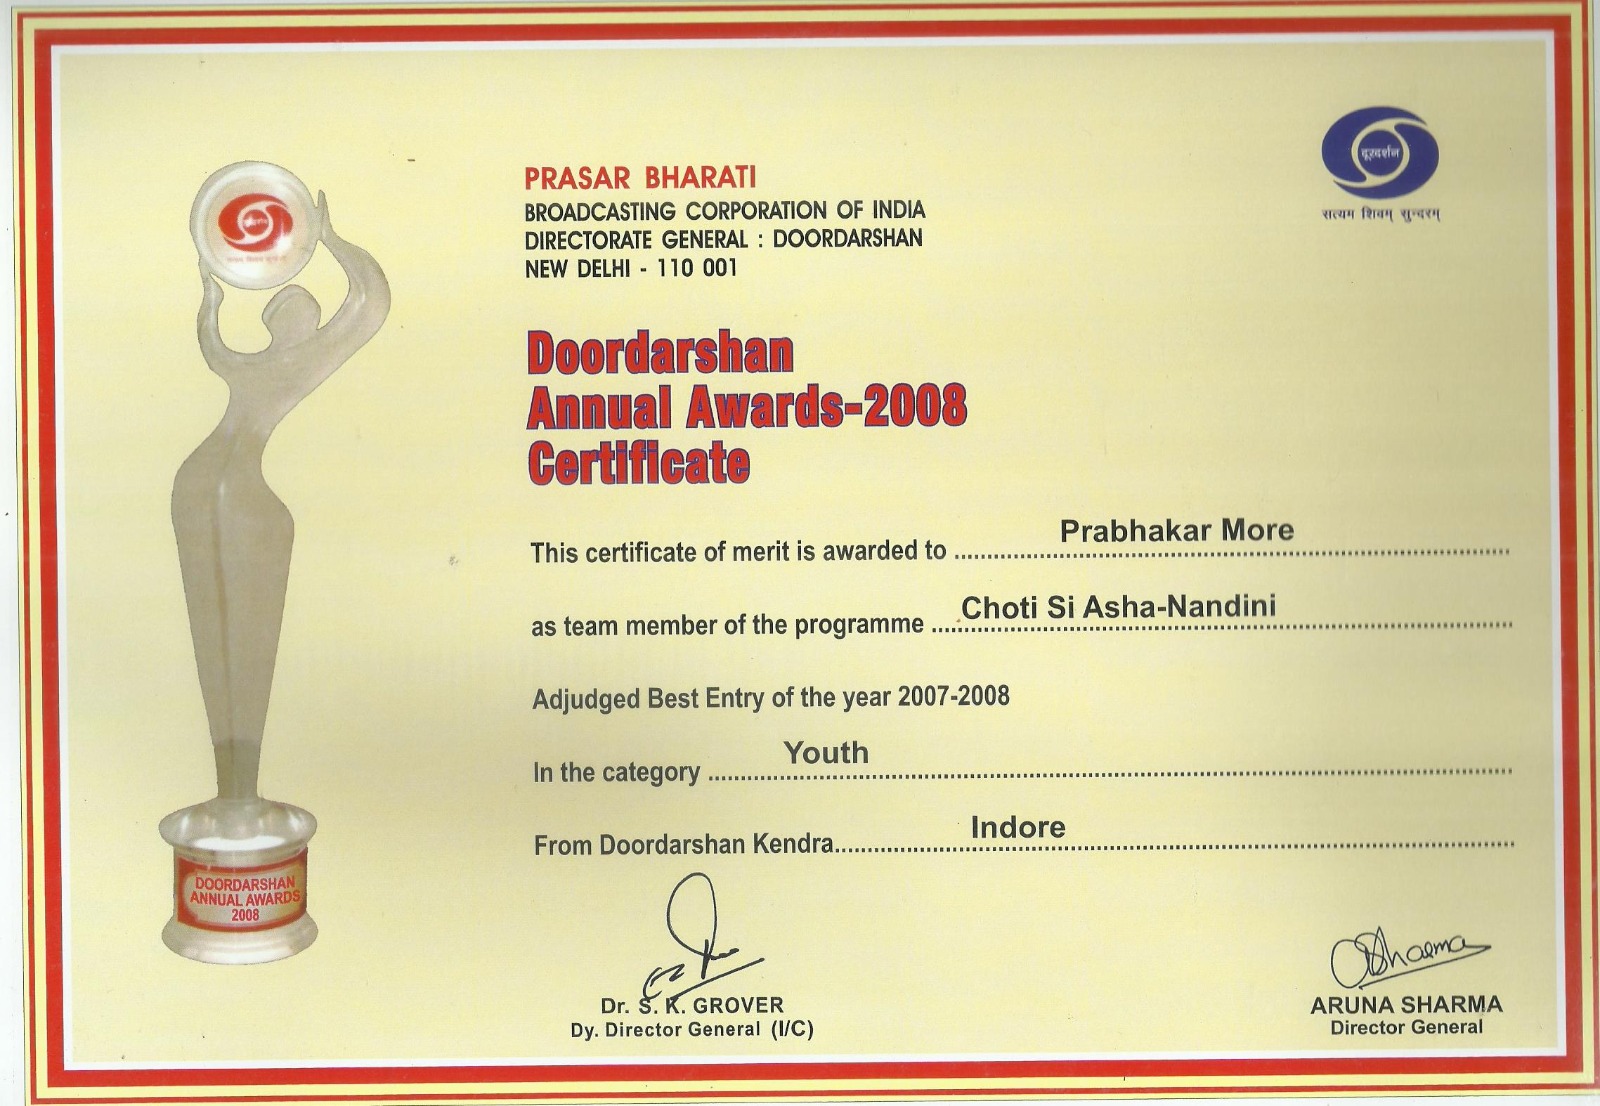 दूरदर्शन
सत्यम शिवम् सुन्दरम्
PRASAR BHARATI
BROADCASTING CORPORATION OF INDIA
DIRECTORATE GENERAL : DOORDARSHAN
NEW DELHI - 110 001
Doordarshan
Annual Awards-2008
Certificate
This certificate of merit is awarded to Prabhakar More
as team member of the programme Choti Si Asha-Nandini
Adjudged Best Entry of the year 2007-2008
In the category Youth
From Doordarshan Kendra Indore
DOORDARSHAN
ANNUAL AWARDS
2008
Dr. S. K. GROVER
Dy. Director General (I/C)
ARUNA SHARMA
Director General